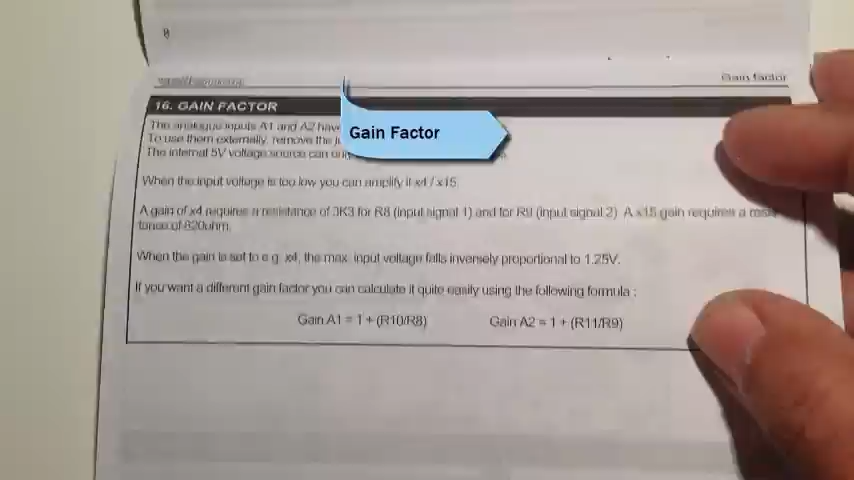 8
Gain factor
16. GAIN FACTOR
The analogue inputs A1 and A2 have
Gain Factor
To use them externally, remove the
The internal 5V voltage source can only
When the input voltage is too low you can amplify it x4 / x15.
A gain of x4 requires a resistance of 3K3 for R8 (input signal 1) and for R9 (input signal 2) A x15 gain requires a resis
tance of 820ohm.
When the gain is set to e.g. x4, the max. input voltage falls inversely proportional to 1.25V.
If you want a different gain factor you can calculate it quite easily using the following formula :
Gain A1 = 1 + (R10/R8) Gain A2 = 1 + (R11/R9)